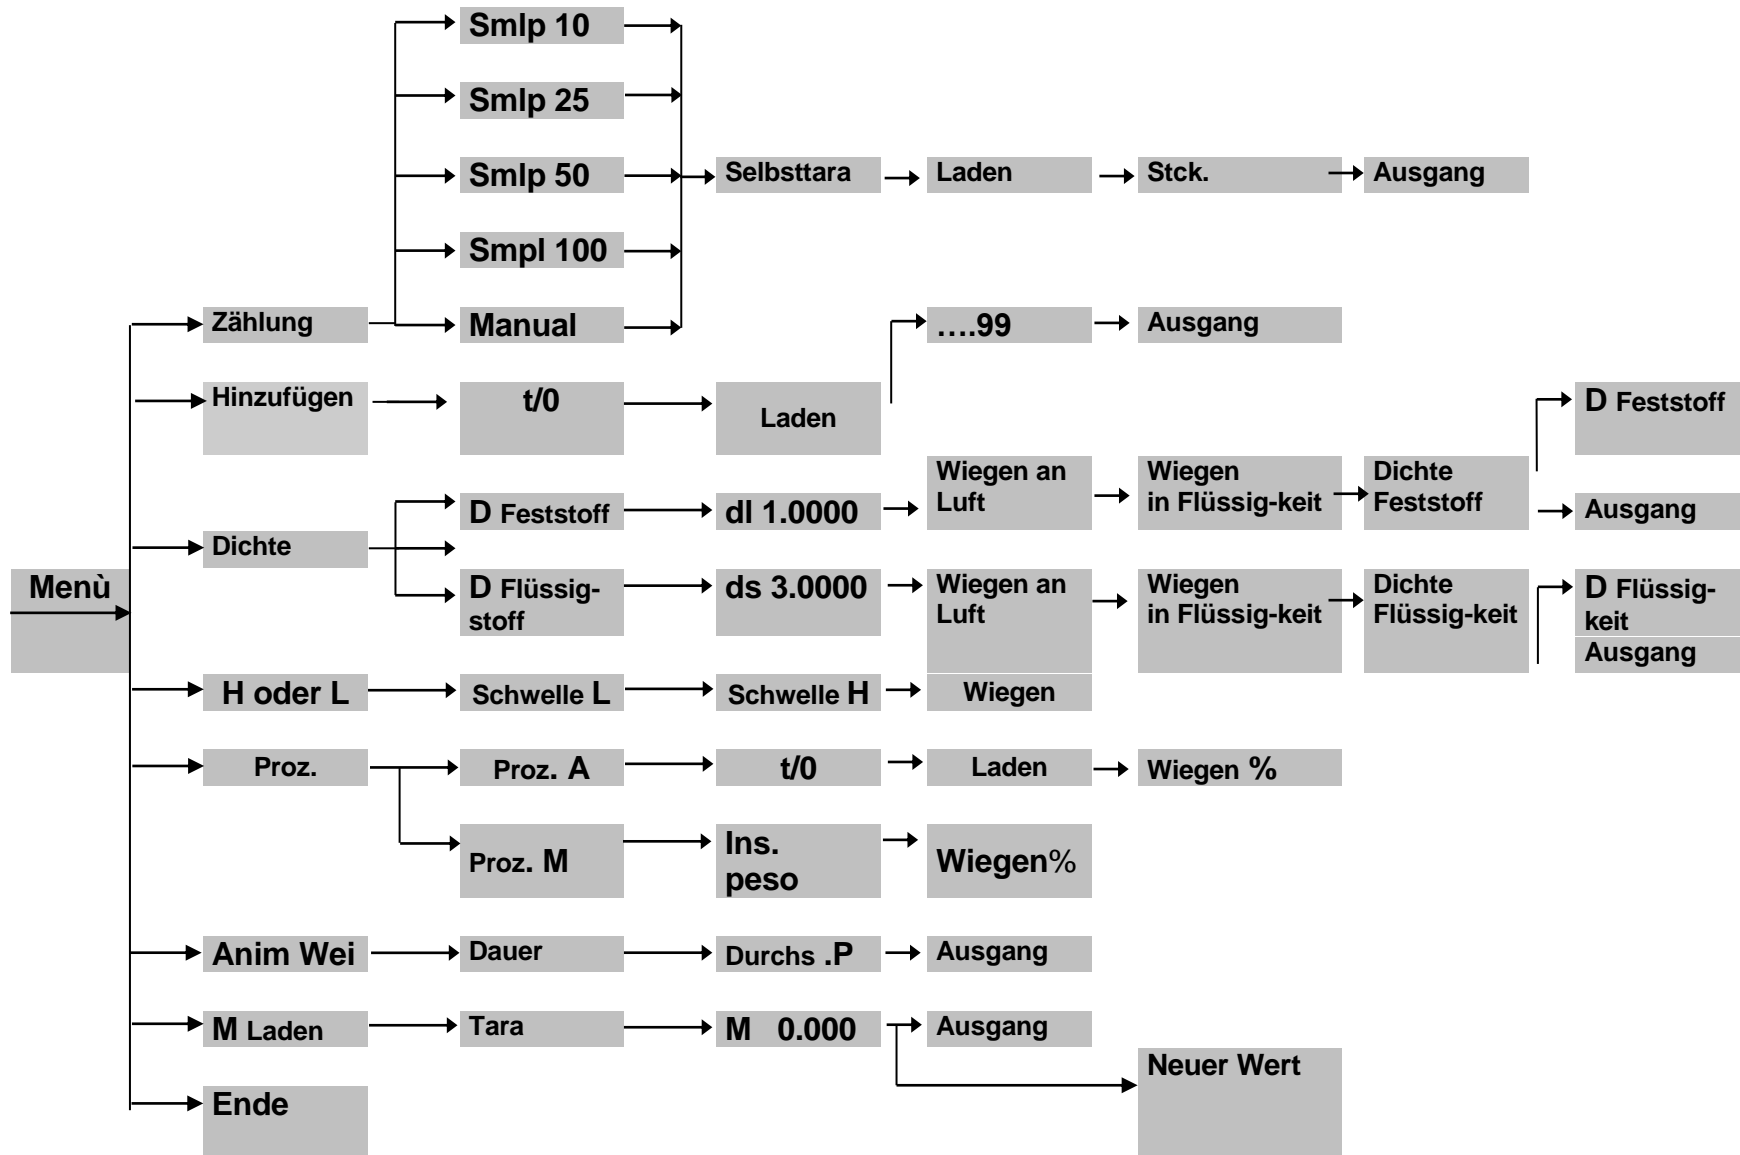 Smlp 10
Smlp 25
Smlp 50
Selbsttara
Laden
Stck.
Ausgang
Smpl 100
Zählung
Manual
….99
Ausgang
Hinzufügen
t/0
Laden
D Feststoff
Wiegen an
Luft
Wiegen
in Flüssig-keit
Dichte
Feststoff
D Feststoff
dl 1.0000
Ausgang
Dichte
Menù
D Flüssig-
stoff
ds 3.0000
Wiegen an
Luft
Wiegen
in Flüssig-keit
Dichte
Flüssig-keit
D Flüssig-
keit
Ausgang
H oder L
Schwelle L
Schwelle H
Wiegen
Proz.
Proz. A
t/0
Laden
Wiegen %
Proz. M
Ins.
peso
Wiegen%
Anim Wei
Dauer
Durchs .P
Ausgang
M Laden
Tara
M 0.000
Ausgang
Neuer Wert
Ende